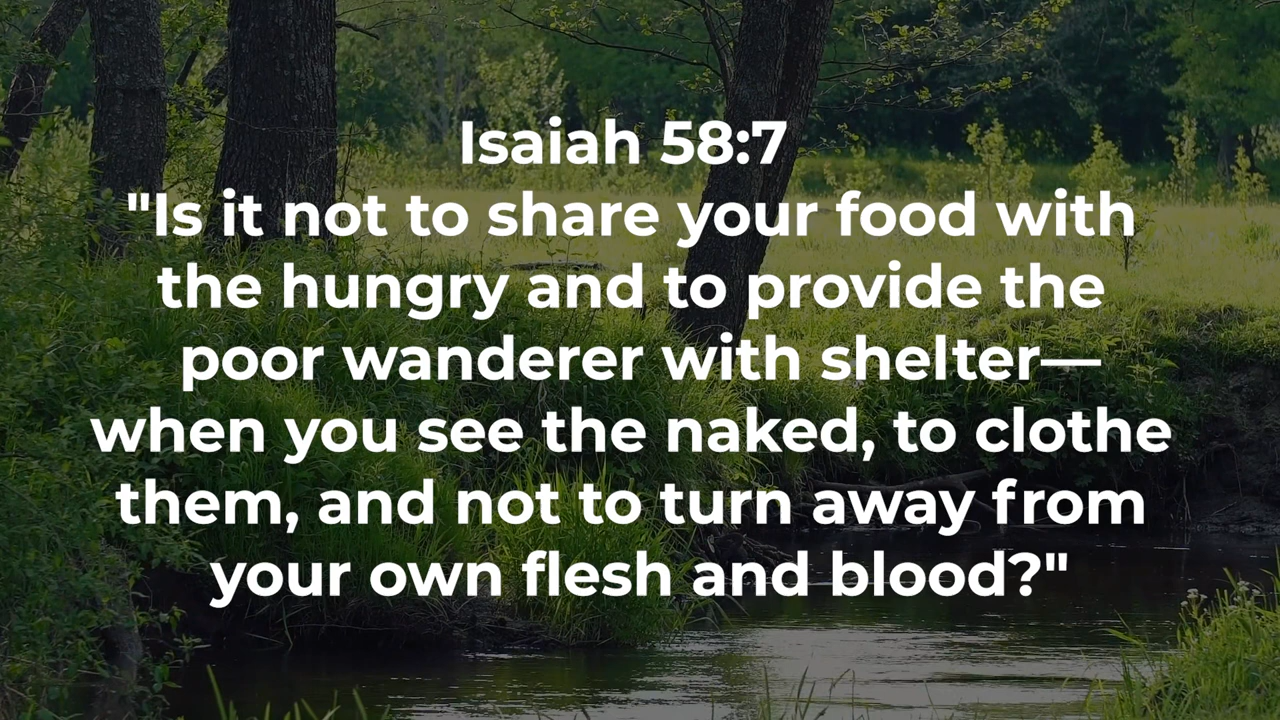 Isaiah 58:7
"Is it not to share your food with
the hungry and to provide the
poor wanderer with shelter—
when you see the naked, to clothe
them, and not to turn away from
your own flesh and blood?"